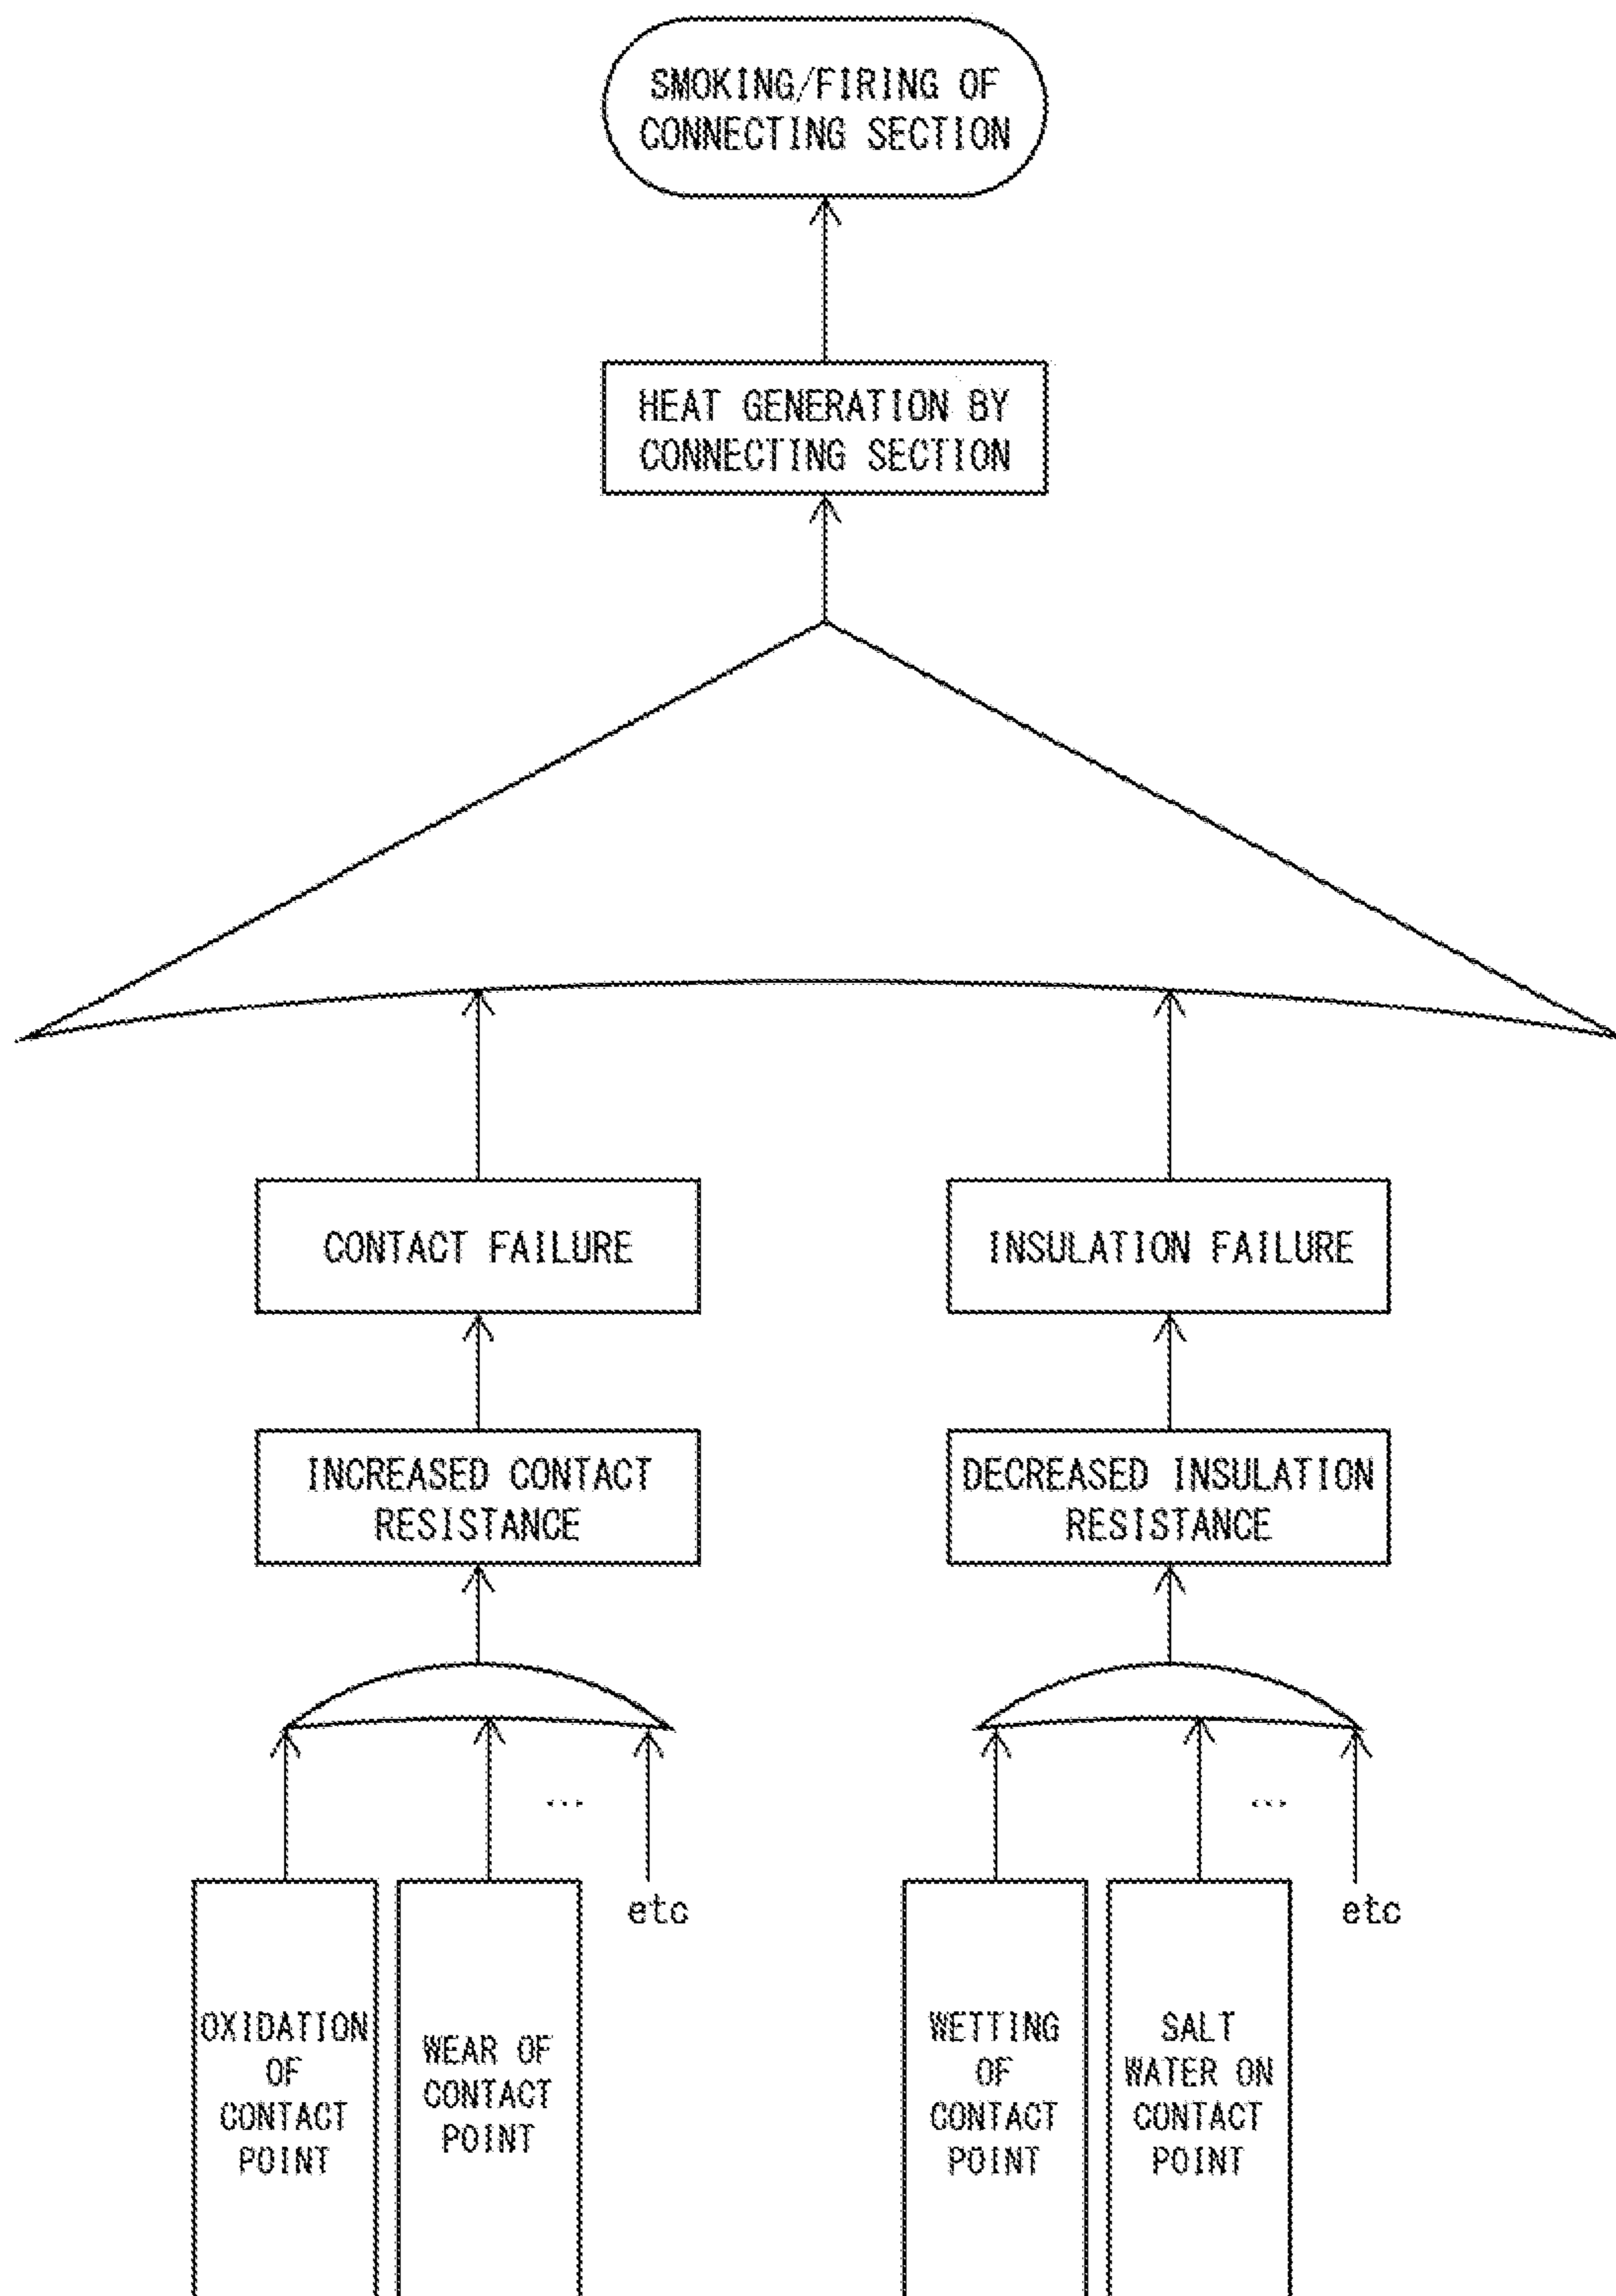 SMOKING/FIRING OF
CONNECTING SECTION
HEAT GENERATION BY
CONNECTING SECTION
CONTACT FAILURE
INSULATION FAILURE
INCREASED CONTACT
RESISTANCE
DECREASED INSULATION
RESISTANCE
...
...
etc
etc
OXIDATION
OF
CONTACT
POINT
WEAR OF
CONTACT
POINT
WETTING
OF
CONTACT
POINT
SALT
WATER ON
CONTACT
POINT